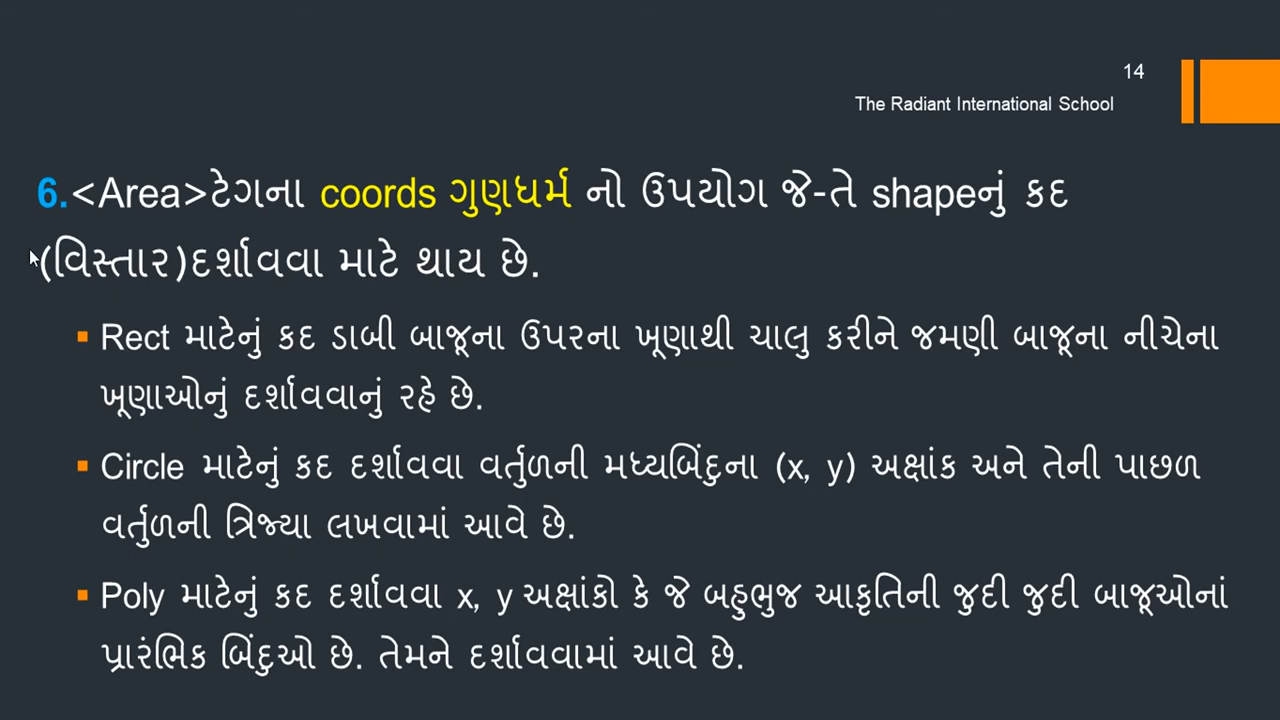 14
The Radiant International School
6.<Area>ટેગના coords ગુણધર્મ નો ઉપયોગ જે-તે shapeનું કદ
(વિસ્તાર)દર્શાવવા માટે થાય છે.
Rect માટેનું કદ ડાબી બાજૂના ઉપરના ખૂણાથી ચાલુ કરીને જમણી બાજૂના નીચેના
ખૂણાઓનું દર્શાવવાનું રહે છે.
Circle માટેનું કદ દર્શાવવા વર્તુળની મધ્યબિંદુના (x, y) અક્ષાંક અને તેની પાછળ
વર્તુળની ત્રિજ્યા લખવામાં આવે છે.
Poly માટેનું કદ દર્શાવવા x, y અક્ષાંકો કે જે બહુભુજ આકૃતિની જુદી જુદી બાજૂઓનાં
પ્રારંભિક બિંદુઓ છે. તેમને દર્શાવવામાં આવે છે.